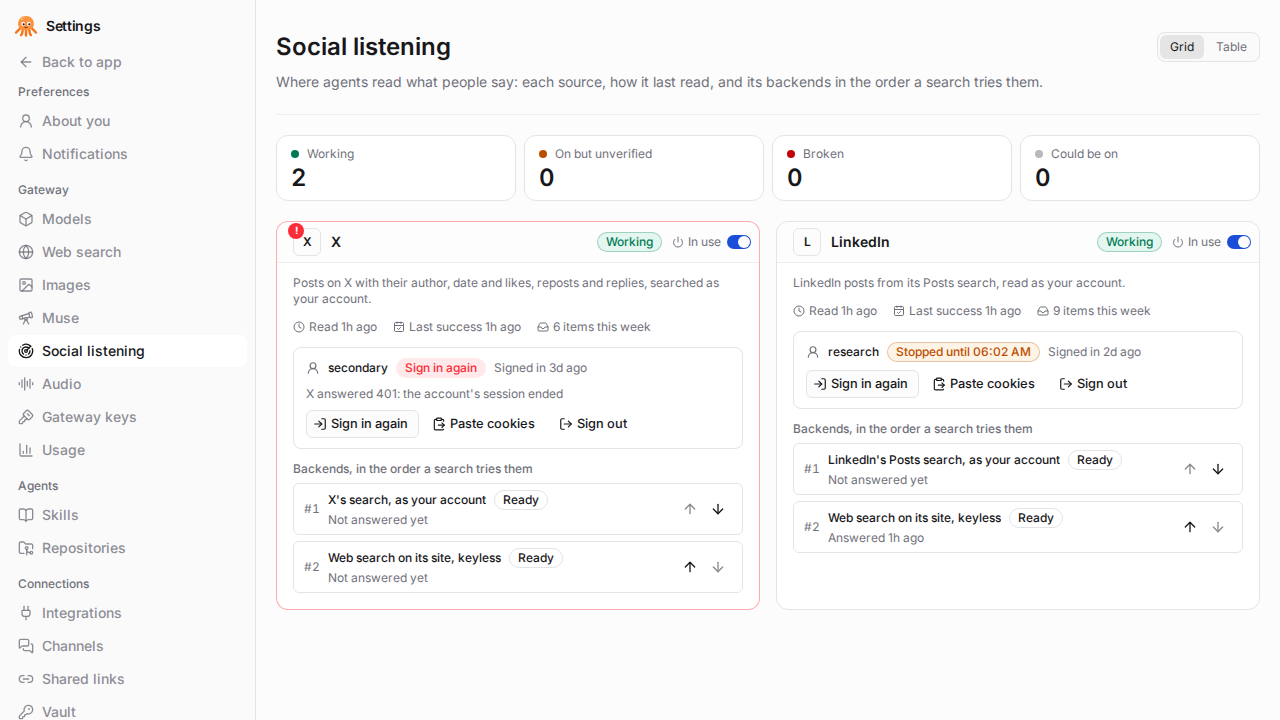 Settings
Back to app
Preferences
About you
Notifications
Gateway
Models
Web search
Images
Muse
Social listening
Audio
Gateway keys
Usage
Agents
Skills
Repositories
Connections
Integrations
Channels
Shared links
Vault
Social listening
Grid Table
Where agents read what people say: each source, how it last read, and its backends in the order a search tries them.
Working
2
On but unverified
0
Broken
0
Could be on
0
! X X Working In use
Posts on X with their author, date and likes, reposts and replies, searched as
your account.
Read 1h ago Last success 1h ago 6 items this week
secondary Sign in again Signed in 3d ago
X answered 401: the account's session ended
Sign in again Paste cookies Sign out
Backends, in the order a search tries them
#1 X's search, as your account Ready
Not answered yet
#2 Web search on its site, keyless Ready
Not answered yet
L LinkedIn Working In use
LinkedIn posts from its Posts search, read as your account.
Read 1h ago Last success 1h ago 9 items this week
research Stopped until 06:02 AM Signed in 2d ago
Sign in again Paste cookies Sign out
Backends, in the order a search tries them
#1 LinkedIn's Posts search, as your account Ready
Not answered yet
#2 Web search on its site, keyless Ready
Answered 1h ago